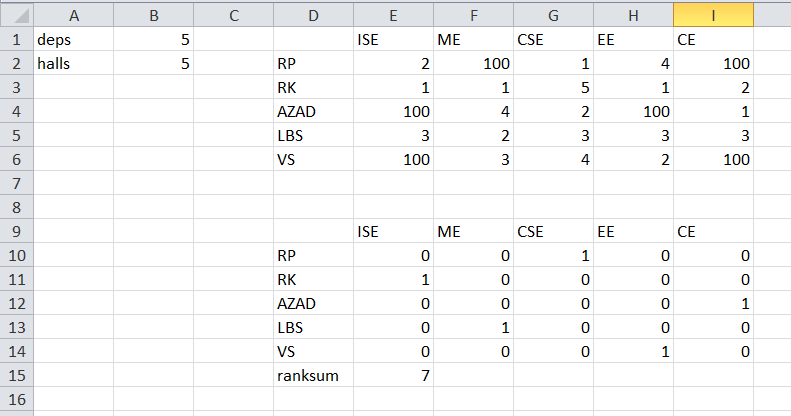 A B C D E F G H I
1 deps 5 ISE ME CSE EE CE
2 halls 5 RP 2 100 1 4 100
3 RK 1 1 5 1 2
4 AZAD 100 4 2 100 1
5 LBS 3 2 3 3 3
6 VS 100 3 4 2 100
7
8
9 ISE ME CSE EE CE
10 RP 0 0 1 0 0
11 RK 1 0 0 0 0
12 AZAD 0 0 0 0 1
13 LBS 0 1 0 0 0
14 VS 0 0 0 1 0
15 ranksum 7
16